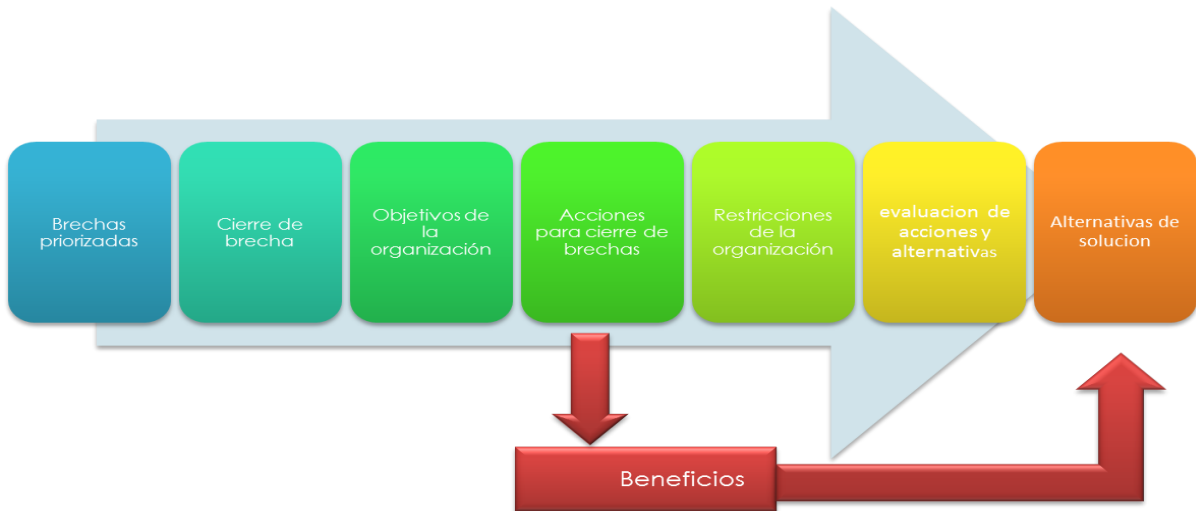 Brechas
priorizadas
Cierre de
brecha
Objetivos de
la
organización
Acciones
para cierre de
brechas
Restricciones
de la
organización
evaluacion de
acciones y
alternativas
Alternativas de
solucion
Beneficios